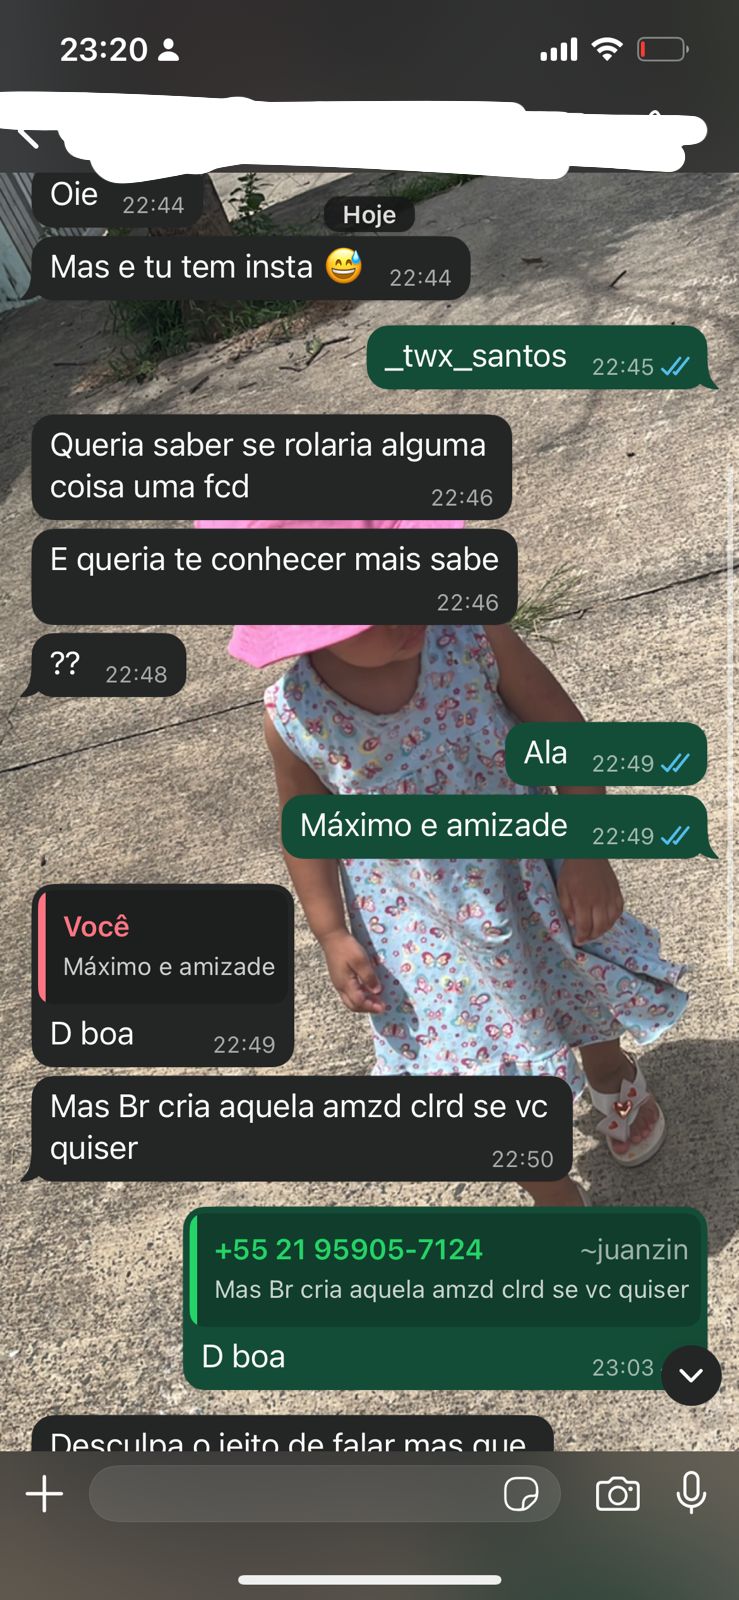 23:20
Oie 22:44
Hoje
Mas e tu tem insta 😅 22:44
_twx_santos 22:45
Queria saber se rolaria alguma
coisa uma fcd 22:46
E queria te conhecer mais sabe
22:46
?? 22:48
Ala 22:49
Máximo e amizade 22:49
Você
Máximo e amizade
D boa 22:49
Mas Br cria aquela amzd clrd se vc
quiser 22:50
+55 21 95905-7124 ~juanzin
Mas Br cria aquela amzd clrd se vc quiser
D boa 23:03
Desculpa o jeito de falar mas que